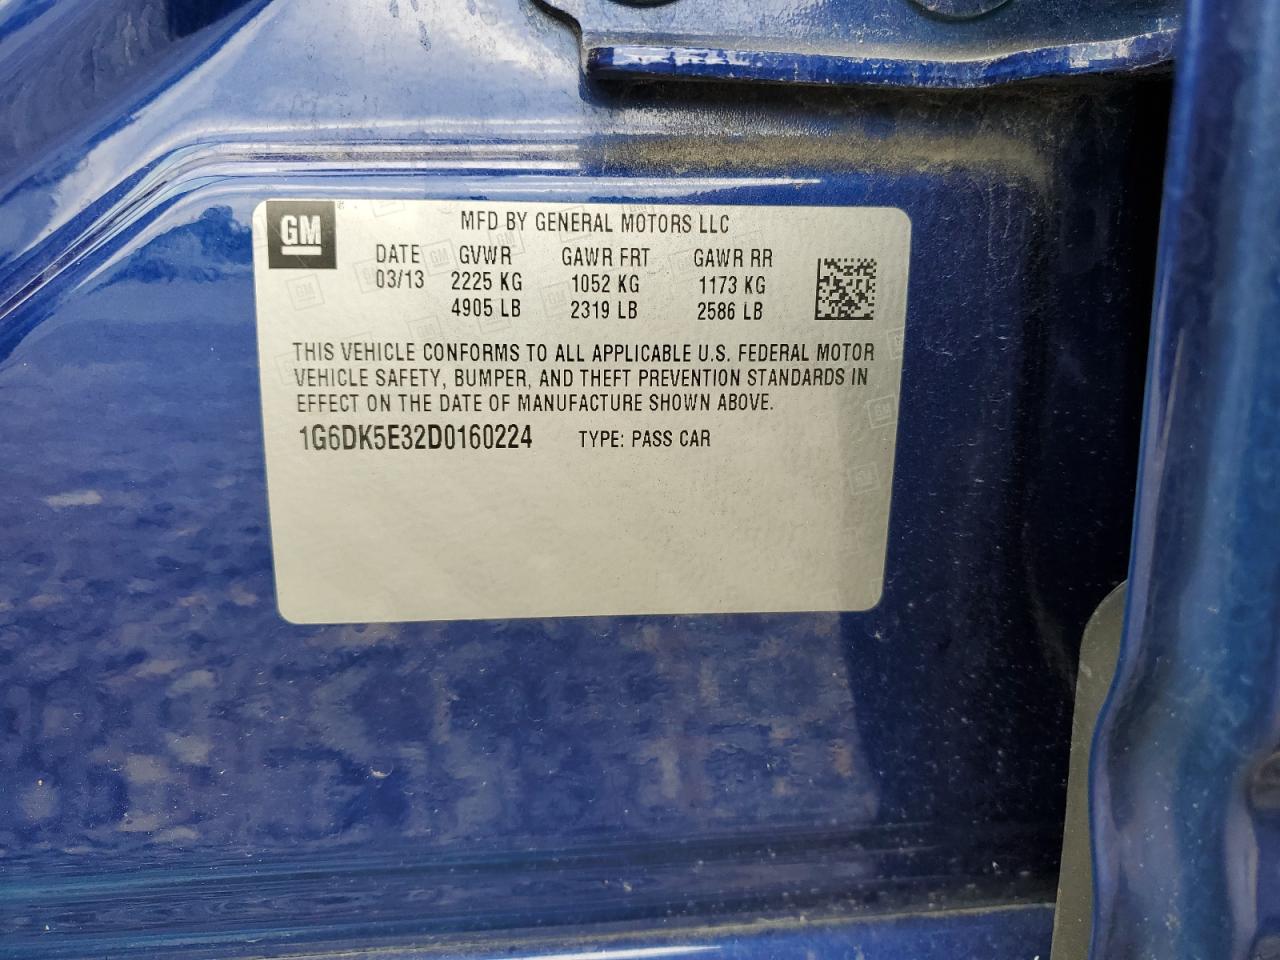 GM MFD BY GENERAL MOTORS LLC
DATE GVWR GAWR FRT GAWR RR
03/13 2225 KG 1052 KG 1173 KG
4905 LB 2319 LB 2586 LB
THIS VEHICLE CONFORMS TO ALL APPLICABLE U.S. FEDERAL MOTOR
VEHICLE SAFETY, BUMPER, AND THEFT PREVENTION STANDARDS IN
EFFECT ON THE DATE OF MANUFACTURE SHOWN ABOVE.
1G6DK5E32D0160224 TYPE: PASS CAR